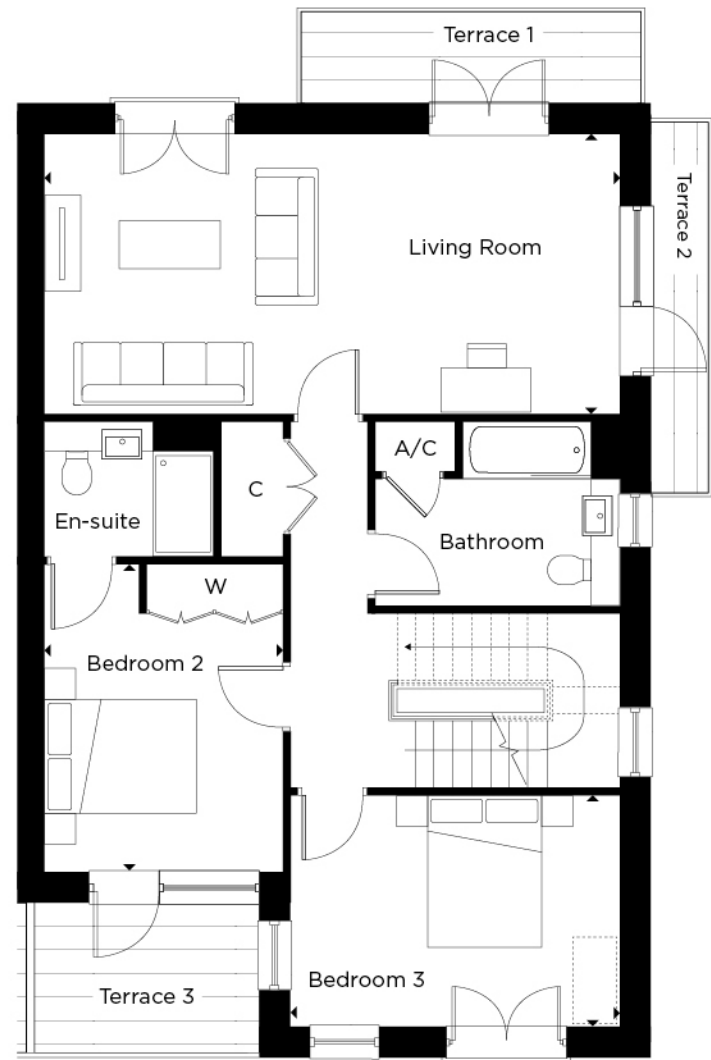 Terrace 1
Terrace 2
Living Room
A/C
C
En-suite
Bathroom
W
Bedroom 2
Bedroom 3
Terrace 3